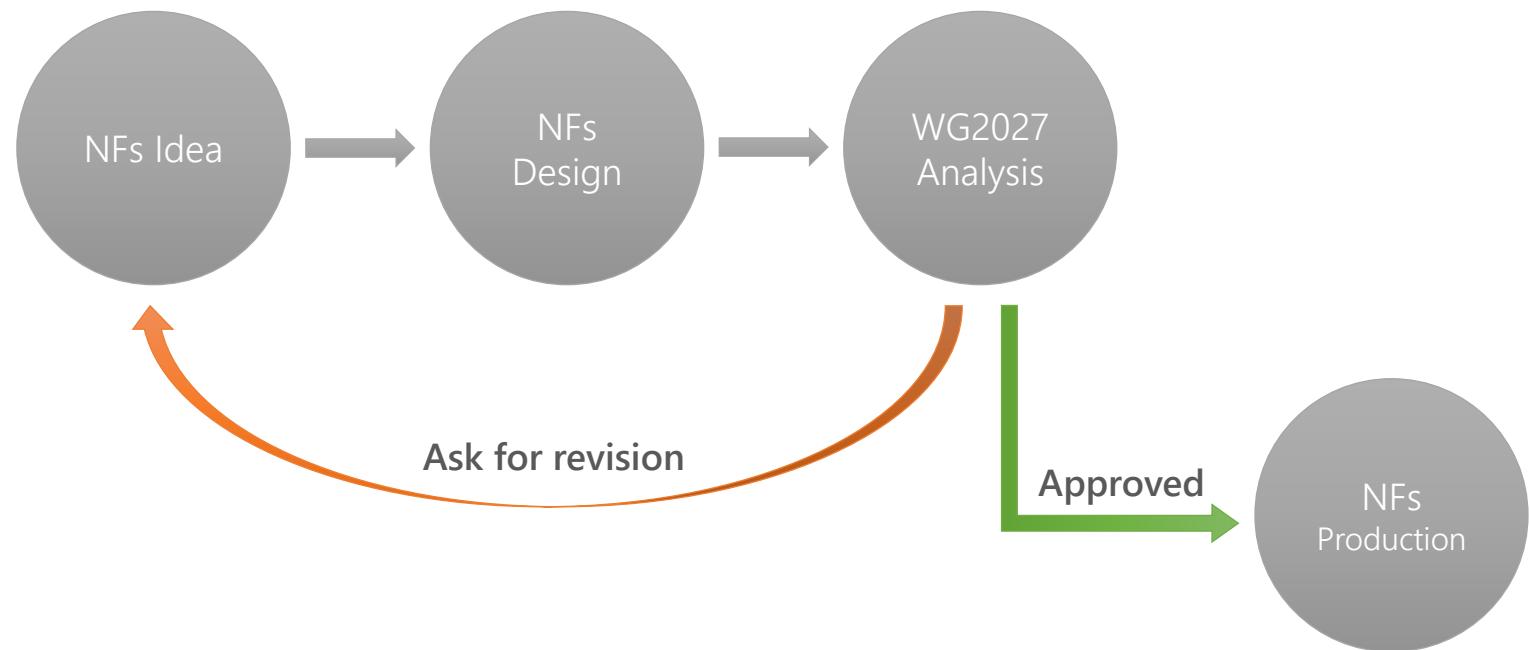 NFs Idea
NFs
Design
WG2027
Analysis
Ask for revision
Approved
NFs
Production